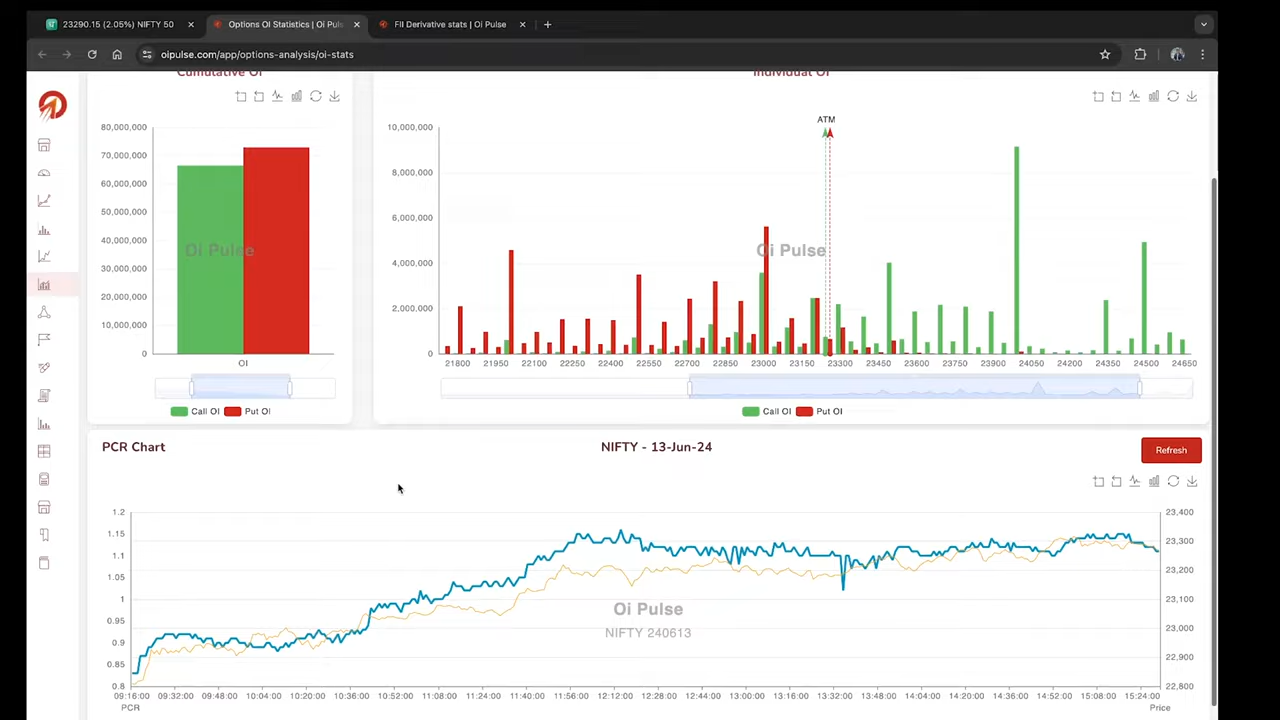 23290.15 (2.05%) NIFTY 50
Options OI Statistics | Oi Puls
FII Derivative stats | Oi Pulse
oipulse.com/app/options-analysis/oi-stats
Cumulative OI
80,000,000
70,000,000
60,000,000
50,000,000
40,000,000
30,000,000
20,000,000
10,000,000
0
Oi Pulse
OI
Call OI Put OI
Individual OI
ATM
10,000,000
8,000,000
6,000,000
4,000,000
2,000,000
0
Oi Pulse
21800 21950 22100 22250 22400 22550 22700 22850 23000 23150 23300 23450 23600 23750 23900 24050 24200 24350 24500 24650
Call OI Put OI
PCR Chart
NIFTY - 13-Jun-24
Refresh
1.2
1.15
1.1
1.05
1
0.95
0.9
0.85
0.8
23,400
23,300
23,200
23,100
23,000
22,900
22,800
Oi Pulse
NIFTY 240613
09:16:00 09:32:00 09:48:00 10:04:00 10:20:00 10:36:00 10:52:00 11:08:00 11:24:00 11:40:00 11:56:00 12:12:00 12:28:00 12:44:00 13:00:00 13:16:00 13:32:00 13:48:00 14:04:00 14:20:00 14:36:00 14:52:00 15:08:00 15:24:00
PCR
Price